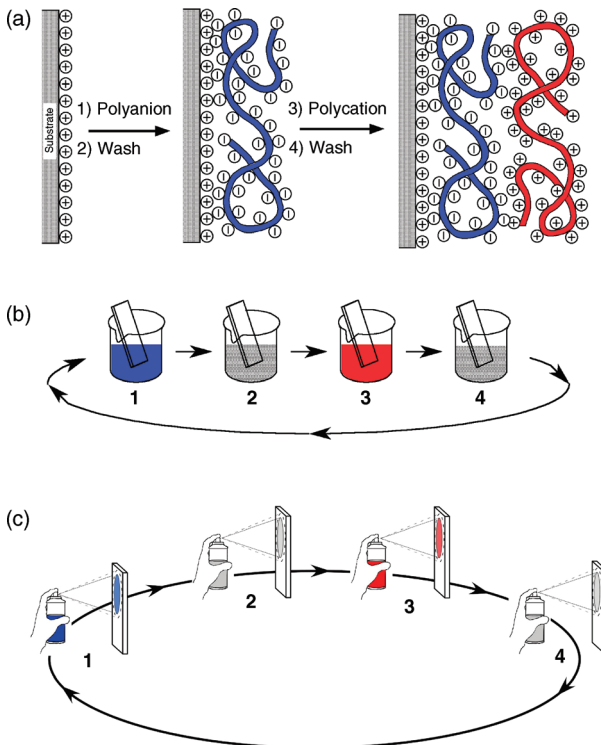 (a)
Substrate
1) Polyanion
2) Wash
3) Polycation
4) Wash
(b)
1
2
3
4
(c)
1
2
3
4